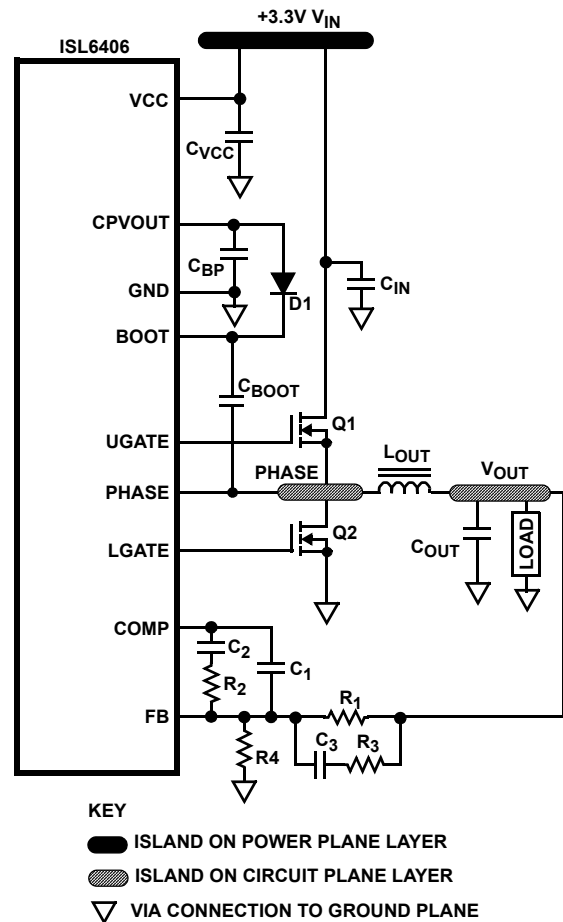 +3.3V VIN
ISL6406
VCC
CVCC
CPVOUT
CBP
GND
D1
CIN
BOOT
CBOOT
UGATE
Q1
PHASE
PHASE
LOUT
VOUT
LGATE
Q2
COUT
LOAD
COMP
C2
C1
R2
FB
R1
R4
C3
R3
KEY
ISLAND ON POWER PLANE LAYER
ISLAND ON CIRCUIT PLANE LAYER
VIA CONNECTION TO GROUND PLANE